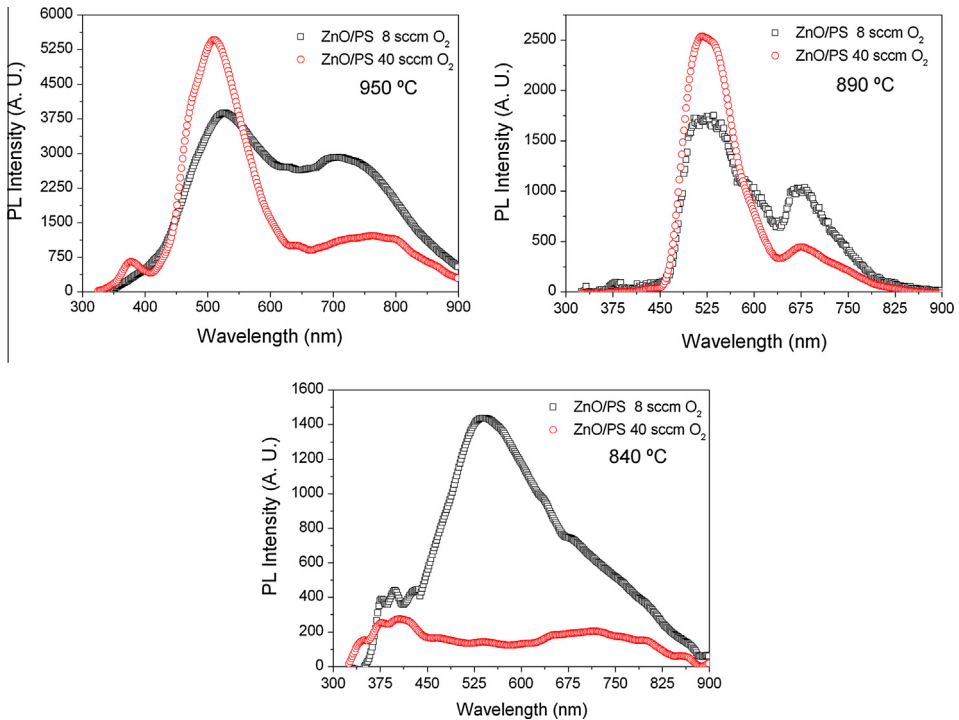 6000
5250
4500
3750
3000
2250
1500
750
0
PL Intensity (A. U.)
ZnO/PS 8 sccm O2
ZnO/PS 40 sccm O2
950 ºC
300 400 500 600 700 800 900
Wavelength (nm)
2500
2000
1500
1000
500
0
PL Intensity (A. U.)
ZnO/PS 8 sccm O2
ZnO/PS 40 sccm O2
890 ºC
300 375 450 525 600 675 750 825 900
Wavelength (nm)
1600
1400
1200
1000
800
600
400
200
0
PL Intensity (A. U.)
ZnO/PS 8 sccm O2
ZnO/PS 40 sccm O2
840 ºC
300 375 450 525 600 675 750 825 900
Wavelength (nm)